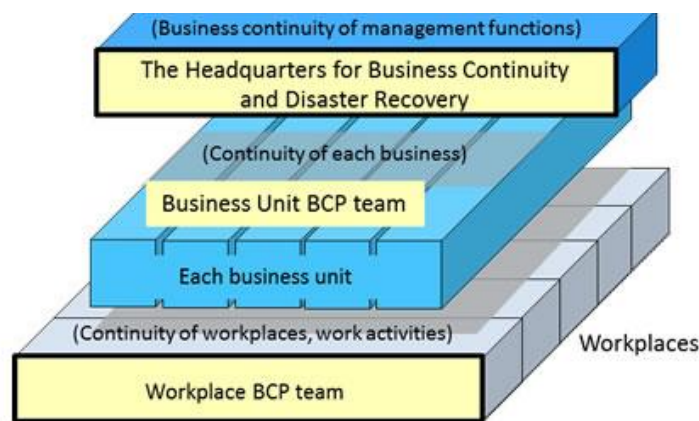 (Business continuity of management functions)
The Headquarters for Business Continuity
and Disaster Recovery
(Continuity of each business)
Business Unit BCP team
Each business unit
(Continuity of workplaces, work activities)
Workplaces
Workplace BCP team